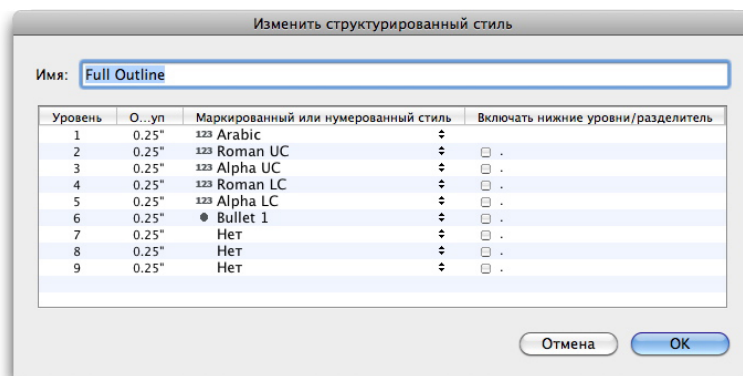 Изменить структурированный стиль
Имя: Full Outline
Уровень О...уп Маркированный или нумерованный стиль Включать нижние уровни/разделитель
1 0.25" 123 Arabic
2 0.25" 123 Roman UC .
3 0.25" 123 Alpha UC .
4 0.25" 123 Roman LC .
5 0.25" 123 Alpha LC .
6 0.25" Bullet 1 .
7 0.25" Нет .
8 0.25" Нет .
9 0.25" Нет .
Отмена OK